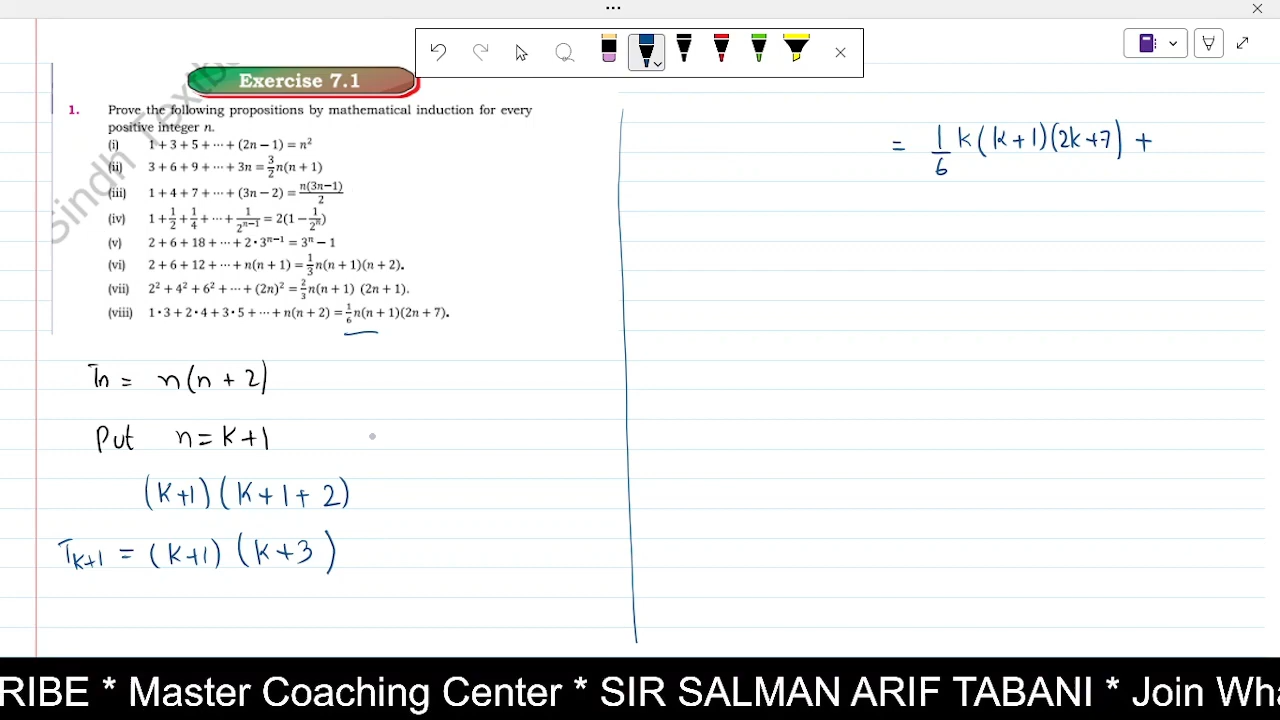 Exercise 7.1
1. Prove the following propositions by mathematical induction for every
positive integer n.
(i) 1 + 3 + 5 + ⋯ + (2n − 1) = n²
(ii) 3 + 6 + 9 + ⋯ + 3n = 3/2 n(n + 1)
(iii) 1 + 4 + 7 + ⋯ + (3n − 2) = n(3n−1)/2
(iv) 1 + 1/2 + 1/4 + ⋯ + 1/2ⁿ⁻¹ = 2(1 − 1/2ⁿ)
(v) 2 + 6 + 18 + ⋯ + 2 • 3ⁿ⁻¹ = 3ⁿ − 1
(vi) 2 + 6 + 12 + ⋯ + n(n + 1) = 1/3 n(n + 1)(n + 2).
(vii) 2² + 4² + 6² + ⋯ + (2n)² = 2/3 n(n + 1) (2n + 1).
(viii) 1 • 3 + 2 • 4 + 3 • 5 + ⋯ + n(n + 2) = 1/6 n(n + 1)(2n + 7).
Sindh Textb
Tn = n(n + 2)
Put n = K+1
(K+1)(K+1+2)
TK+1 = (K+1)(K+3)
= 1/6 K(K+1)(2K+7) +
RIBE * Master Coaching Center * SIR SALMAN ARIF TABANI * Join Wha